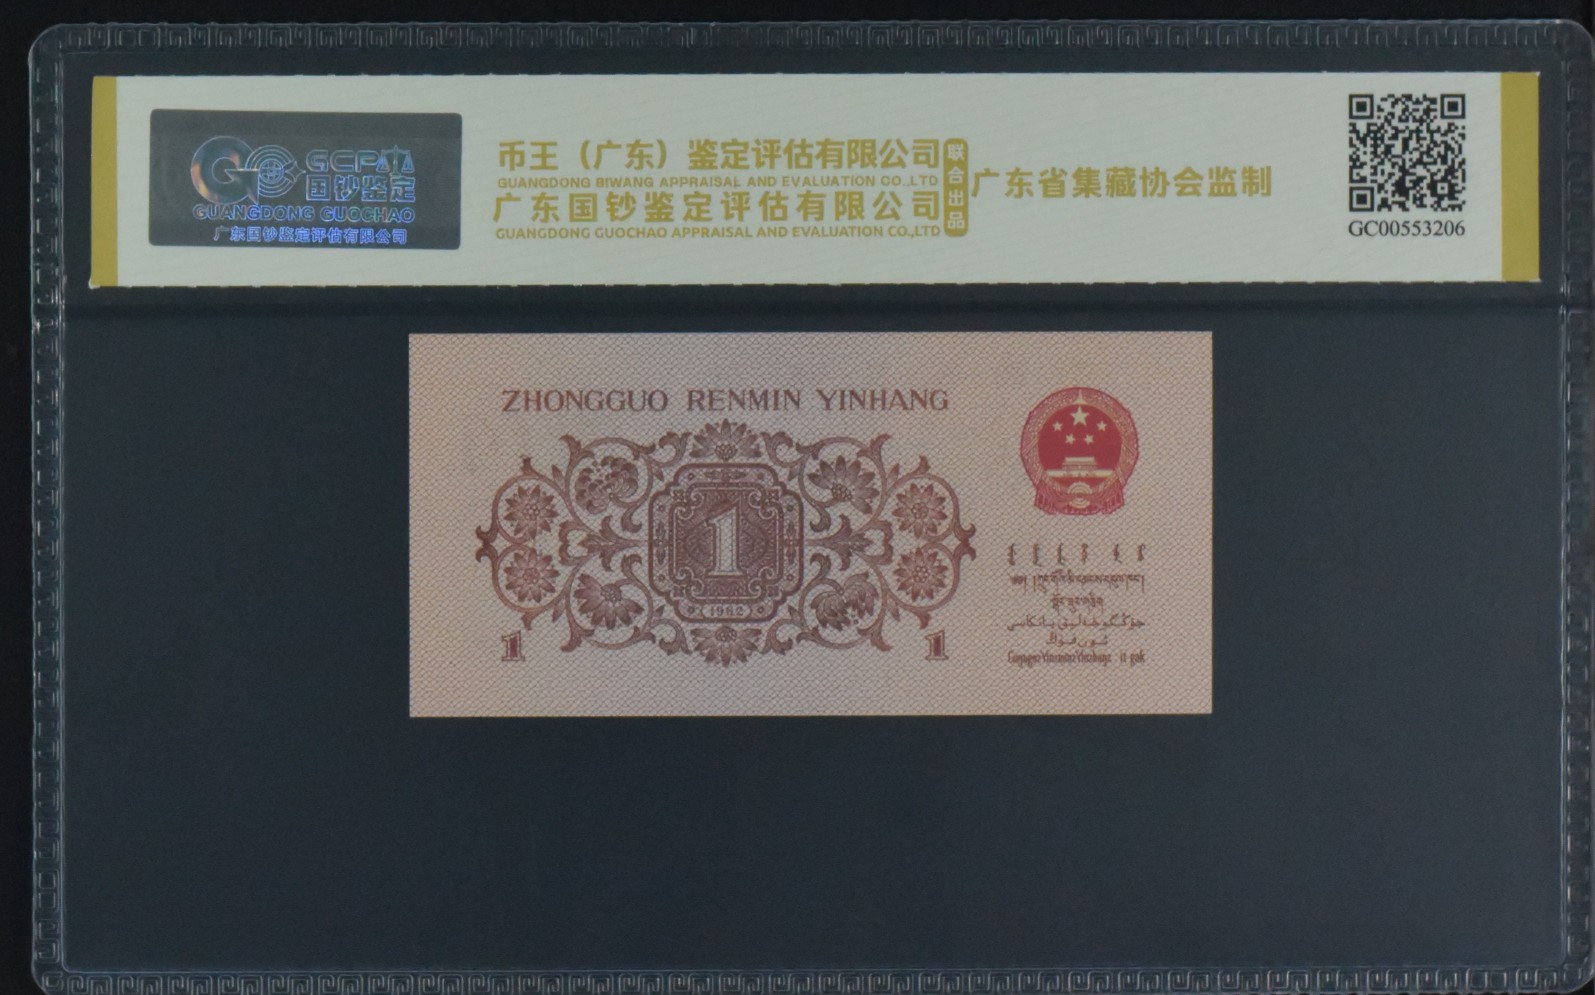 GCP
国钞鉴定
GUANGDONG GUOCHAO
广东国钞鉴定评估有限公司
币王（广东）鉴定评估有限公司
GUANGDONG BIWANG APPRAISAL AND EVALUATION CO.,LTD
广东国钞鉴定评估有限公司
GUANGDONG GUOCHAO APPRAISAL AND EVALUATION CO.,LTD
联合出品
广东省集藏协会监制
GC00553206
ZHONGGUO RENMIN YINHANG
1
1962
1
1